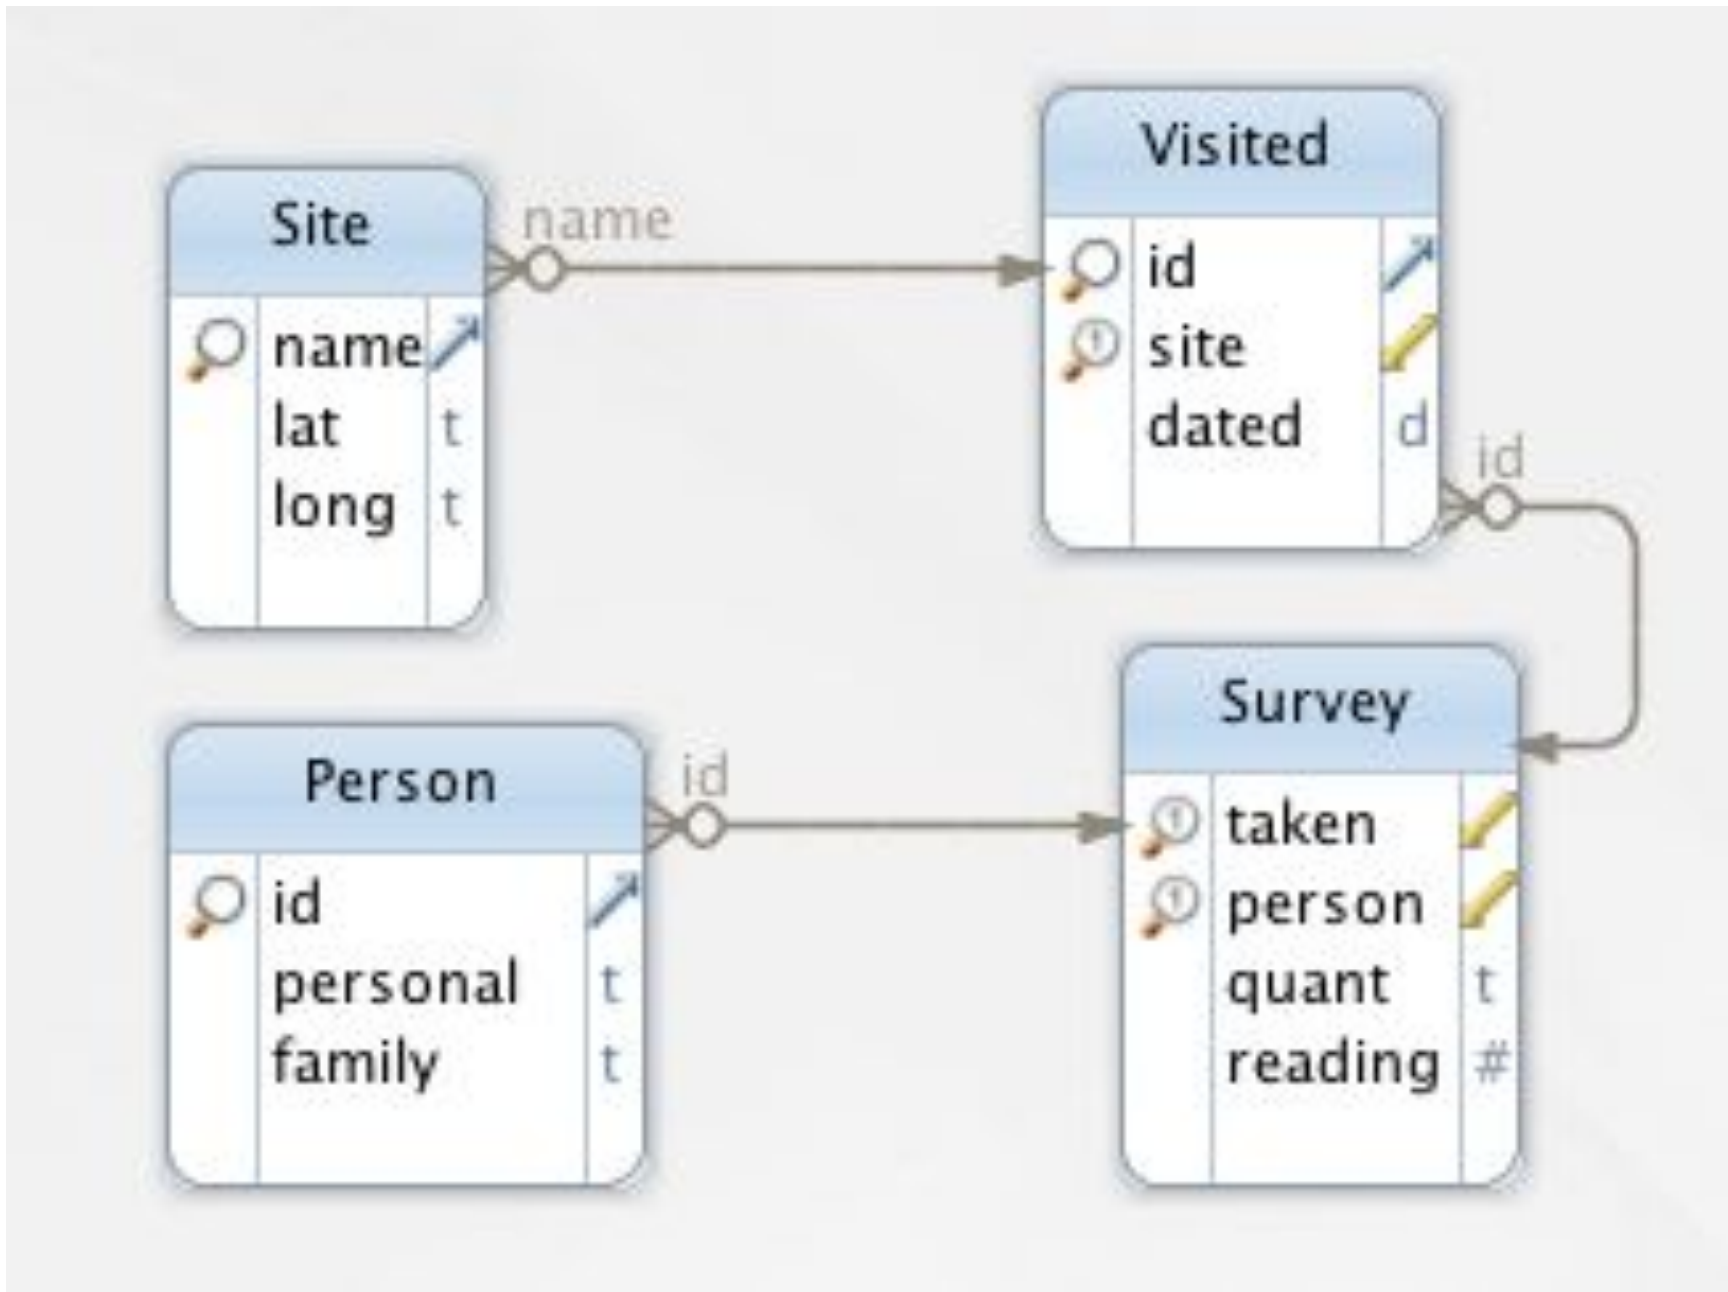 Site
name
lat t
long t
name
Visited
id
site
dated d
id
Person
id
personal t
family t
id
Survey
taken
person
quant t
reading #